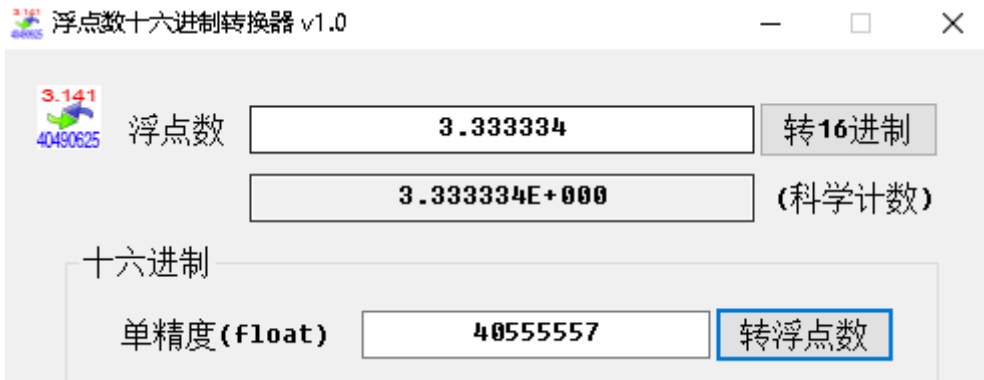 浮点数十六进制转换器 v1.0
3.141
40490625
浮点数 3.333334 转16进制
3.333334E+000 (科学计数)
十六进制
单精度(float) 40555557 转浮点数